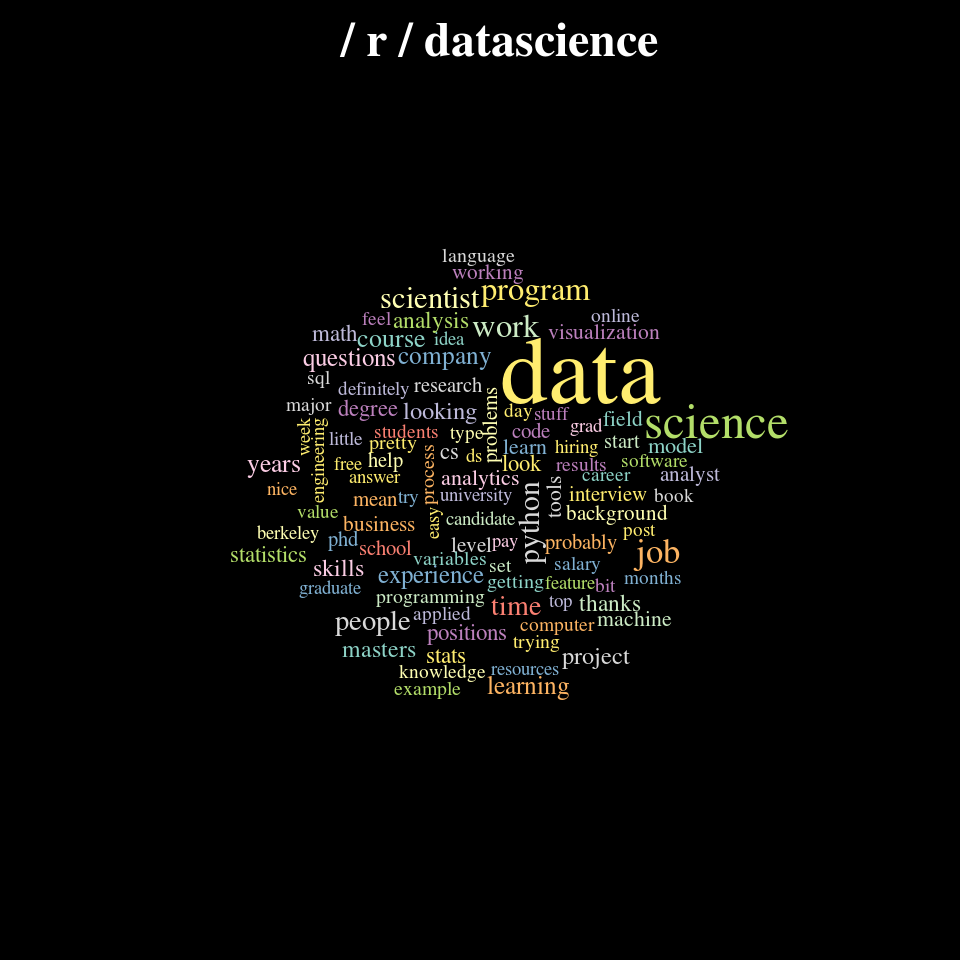 / r / datascience
language
working
scientist program
feel analysis work online
math course idea visualization
questions company
data
sql definitely research
major degree looking problems day stuff grad field science
week engineering little students type code
pretty cs ds learn hiring start model
years free help process look results software
answer analytics career analyst
nice mean try university python tools interview book
value business easy candidate background
berkeley phd school level pay probably post job
statistics variables set salary
skills experience getting feature bit months
graduate programming time top thanks
people applied computer machine
positions trying
masters stats project
knowledge resources
example learning